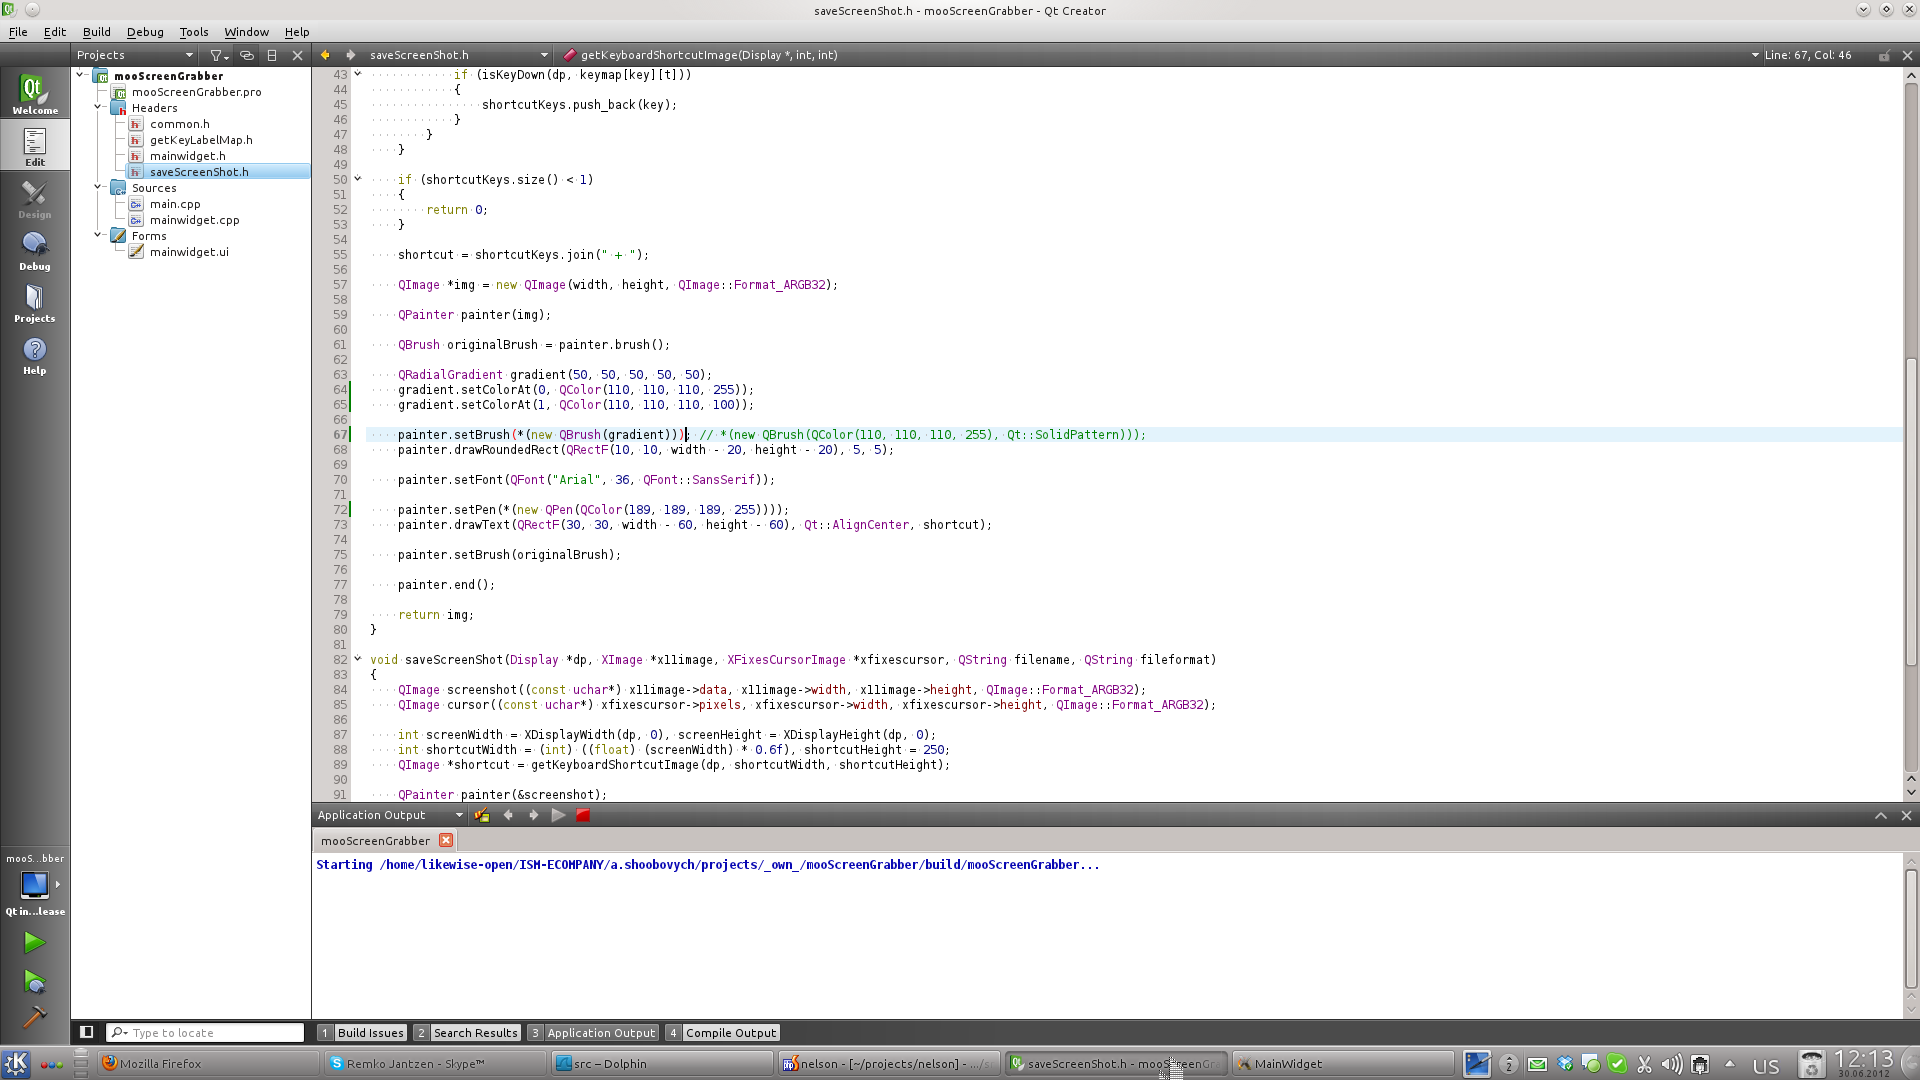 saveScreenShot.h - mooScreenGrabber - Qt Creator
File Edit Build Debug Tools Window Help
Projects
saveScreenShot.h
getKeyboardShortcutImage(Display *, int, int)
Line: 67, Col: 46
Welcome
Edit
Design
Debug
Projects
Help
mooScreenGrabber
mooScreenGrabber.pro
Headers
common.h
getKeyLabelMap.h
mainwidget.h
saveScreenShot.h
Sources
main.cpp
mainwidget.cpp
Forms
mainwidget.ui
43 if (isKeyDown(dp, keymap[key][t]))
44 {
45 shortcutKeys.push_back(key);
46 }
47 }
48 }
49
50 if (shortcutKeys.size() < 1)
51 {
52 return 0;
53 }
54
55 shortcut = shortcutKeys.join(" + ");
56
57 QImage *img = new QImage(width, height, QImage::Format_ARGB32);
58
59 QPainter painter(img);
60
61 QBrush originalBrush = painter.brush();
62
63 QRadialGradient gradient(50, 50, 50, 50, 50);
64 gradient.setColorAt(0, QColor(110, 110, 110, 255));
65 gradient.setColorAt(1, QColor(110, 110, 110, 100));
66
67 painter.setBrush(*(new QBrush(gradient))); // *(new QBrush(QColor(110, 110, 110, 255), Qt::SolidPattern)));
68 painter.drawRoundedRect(QRectF(10, 10, width - 20, height - 20), 5, 5);
69
70 painter.setFont(QFont("Arial", 36, QFont::SansSerif));
71
72 painter.setPen(*(new QPen(QColor(189, 189, 189, 255))));
73 painter.drawText(QRectF(30, 30, width - 60, height - 60), Qt::AlignCenter, shortcut);
74
75 painter.setBrush(originalBrush);
76
77 painter.end();
78
79 return img;
80 }
81
82 void saveScreenShot(Display *dp, XImage *x11image, XFixesCursorImage *xfixescursor, QString filename, QString fileformat)
83 {
84 QImage screenshot((const uchar*) x11image->data, x11image->width, x11image->height, QImage::Format_ARGB32);
85 QImage cursor((const uchar*) xfixescursor->pixels, xfixescursor->width, xfixescursor->height, QImage::Format_ARGB32);
86
87 int screenWidth = XDisplayWidth(dp, 0), screenHeight = XDisplayHeight(dp, 0);
88 int shortcutWidth = (int) ((float) (screenWidth) * 0.6f), shortcutHeight = 250;
89 QImage *shortcut = getKeyboardShortcutImage(dp, shortcutWidth, shortcutHeight);
90
91 QPainter painter(&screenshot);
Application Output
mooScreenGrabber
Starting /home/likewise-open/ISM-ECOMPANY/a.shoobovych/projects/_own_/mooScreenGrabber/build/mooScreenGrabber...
mooS...bber
Qt in...lease
Type to locate
1 Build Issues 2 Search Results 3 Application Output 4 Compile Output
Mozilla Firefox
Remko Jantzen - Skype™
src – Dolphin
nelson - [~/projects/nelson] - .../s
saveScreenShot.h - mooScreenGr
MainWidget
2
US
12:13
30.06.2012